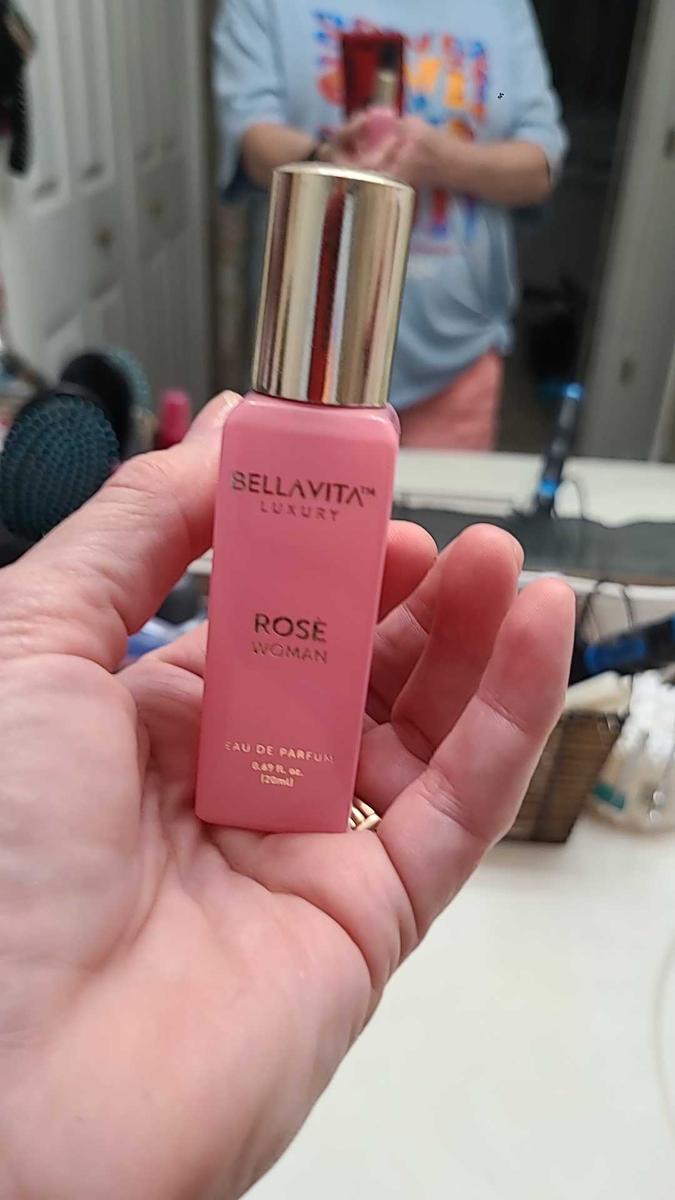 BELLAVITA™
LUXURY
ROSÈ
WOMAN
EAU DE PARFUM
0.69 fl. oz.
(20ml)